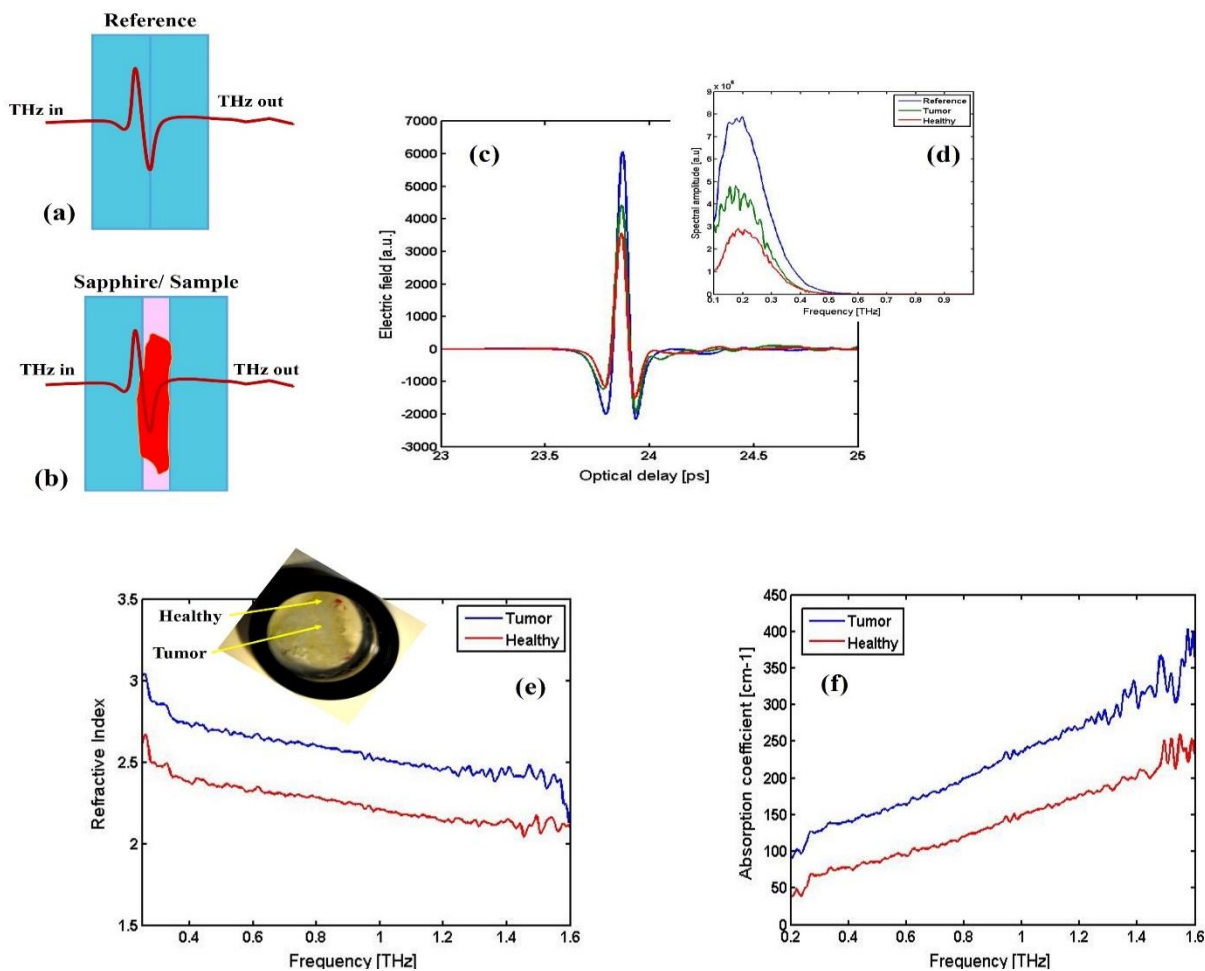 Reference
THz in
THz out
(a)
Sapphire/ Sample
THz in
THz out
(b)
(c)
7000
6000
5000
4000
3000
2000
1000
0
-1000
-2000
-3000
Electric field [a.u.]
23
23.5
24
24.5
25
Optical delay [ps]
(d)
Reference
Tumor
Healthy
9
8
7
6
5
4
3
2
1
0
Spectral amplitude [a.u]
0.1
0.2
0.3
0.4
0.5
0.6
0.7
0.8
0.9
Frequency [THz]
Healthy
Tumor
Tumor
Healthy
(e)
3.5
3
2.5
2
1.5
Refractive Index
0.4
0.6
0.8
1
1.2
1.4
1.6
Frequency [THz]
Tumor
Healthy
(f)
450
400
350
300
250
200
150
100
50
0
Absorption coefficient [cm-1]
0.2
0.4
0.6
0.8
1
1.2
1.4
1.6
Frequency [THz]